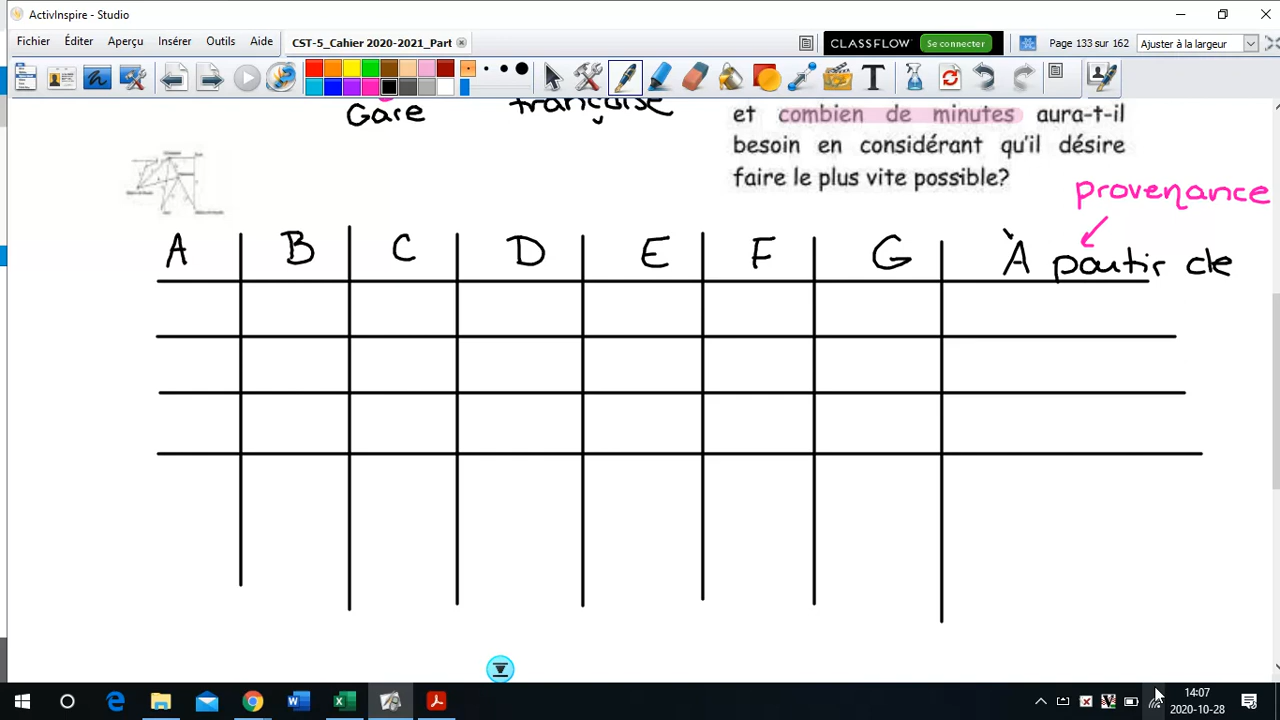 ActivInspire - Studio
Fichier Éditer Aperçu Insérer Outils Aide CST-5_Cahier 2020-2021_Part CLASSFLOW Se connecter Page 133 sur 162 Ajuster à la largeur
Gare française
et combien de minutes aura-t-il
besoin en considérant qu'il désire
faire le plus vite possible?
provenance
A B C D E F G À partir de
14:07
2020-10-28